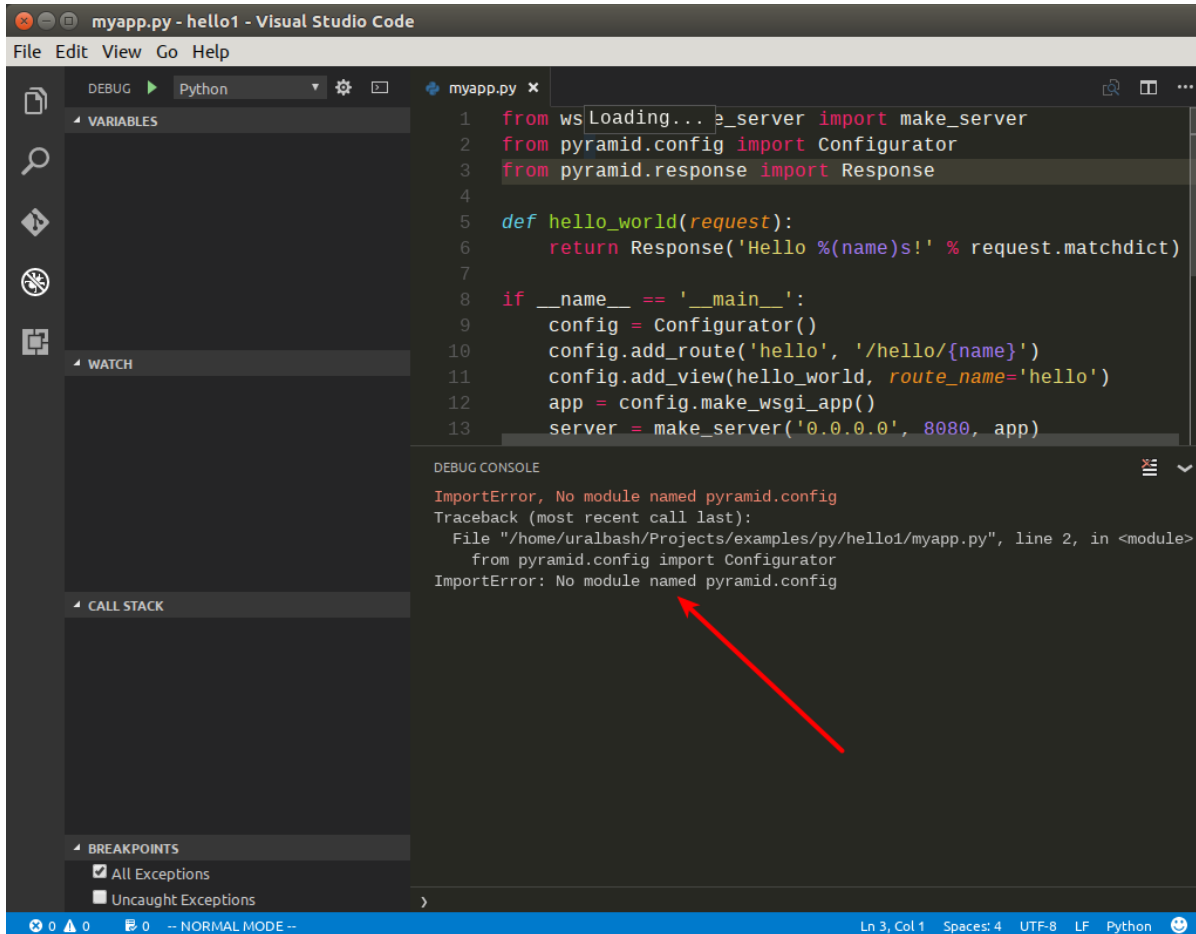 myapp.py - hello1 - Visual Studio Code
File Edit View Go Help
DEBUG Python
VARIABLES
WATCH
CALL STACK
BREAKPOINTS
All Exceptions
Uncaught Exceptions
myapp.py
1 from ws Loading... e_server import make_server
2 from pyramid.config import Configurator
3 from pyramid.response import Response
4
5 def hello_world(request):
6 return Response('Hello %(name)s!' % request.matchdict)
7
8 if __name__ == '__main__':
9 config = Configurator()
10 config.add_route('hello', '/hello/{name}')
11 config.add_view(hello_world, route_name='hello')
12 app = config.make_wsgi_app()
13 server = make_server('0.0.0.0', 8080, app)
DEBUG CONSOLE
ImportError, No module named pyramid.config
Traceback (most recent call last):
File "/home/uralbash/Projects/examples/py/hello1/myapp.py", line 2, in <module>
from pyramid.config import Configurator
ImportError: No module named pyramid.config
0 0 0 -- NORMAL MODE -- Ln 3, Col 1 Spaces: 4 UTF-8 LF Python